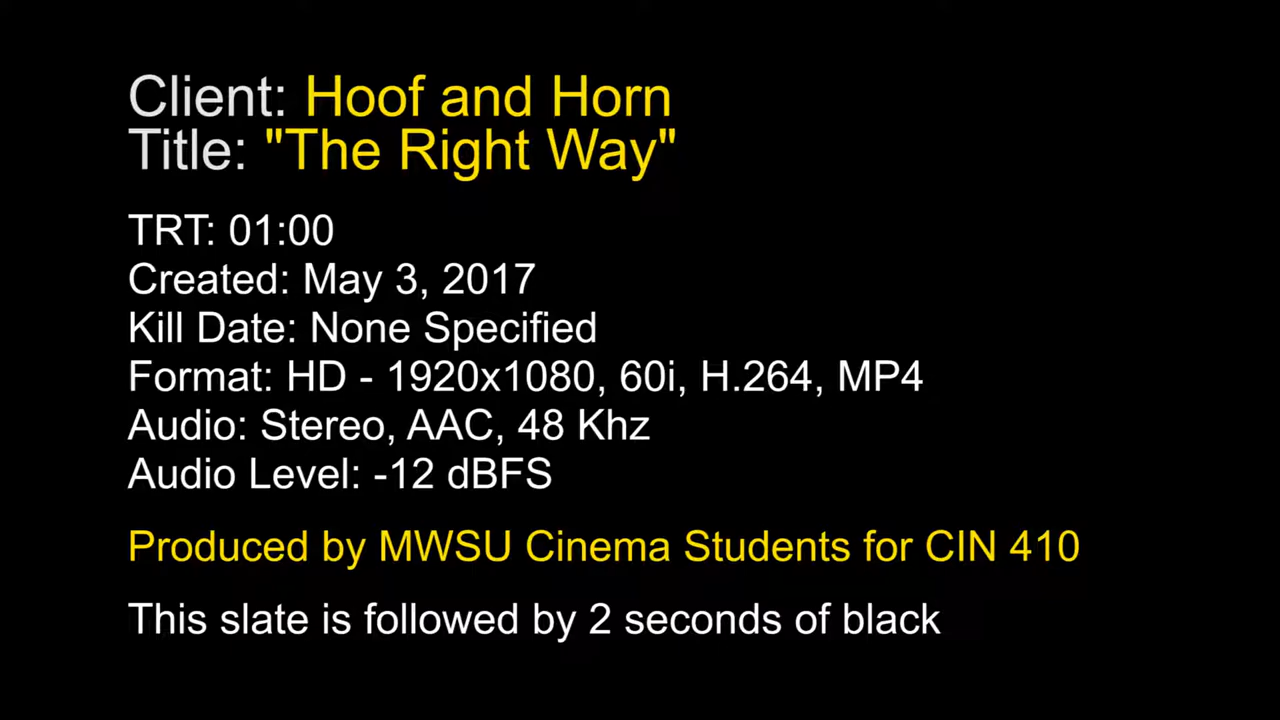 Client: Hoof and Horn
Title: "The Right Way"
TRT: 01:00
Created: May 3, 2017
Kill Date: None Specified
Format: HD - 1920x1080, 60i, H.264, MP4
Audio: Stereo, AAC, 48 Khz
Audio Level: -12 dBFS
Produced by MWSU Cinema Students for CIN 410
This slate is followed by 2 seconds of black